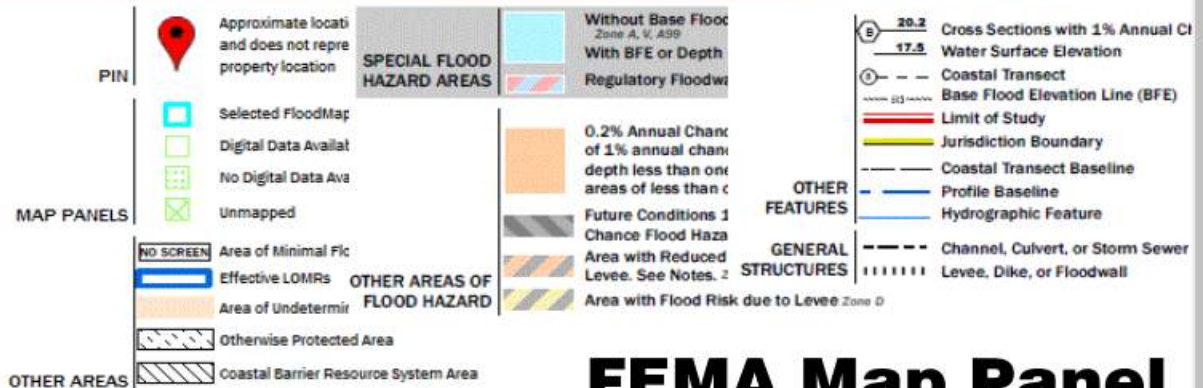 PIN
Approximate locati
and does not repre
property location
MAP PANELS
Selected FloodMap
Digital Data Availab
No Digital Data Ava
Unmapped
OTHER AREAS
NO SCREEN Area of Minimal Flo
Effective LOMRs
Area of Undetermin
Otherwise Protected Area
Coastal Barrier Resource System Area
SPECIAL FLOOD
HAZARD AREAS
Without Base Flood
Zone A, V, A99
With BFE or Depth
Regulatory Floodwa
OTHER AREAS OF
FLOOD HAZARD
0.2% Annual Chanc
of 1% annual chanc
depth less than one
areas of less than o
Future Conditions 1
Chance Flood Haza
Area with Reduced
Levee. See Notes. Z
Area with Flood Risk due to Levee Zone D
OTHER
FEATURES
B 20.2 Cross Sections with 1% Annual Ch
17.5 Water Surface Elevation
8 Coastal Transect
513 Base Flood Elevation Line (BFE)
Limit of Study
Jurisdiction Boundary
Coastal Transect Baseline
Profile Baseline
Hydrographic Feature
GENERAL
STRUCTURES
Channel, Culvert, or Storm Sewer
Levee, Dike, or Floodwall
FEMA Map Panel